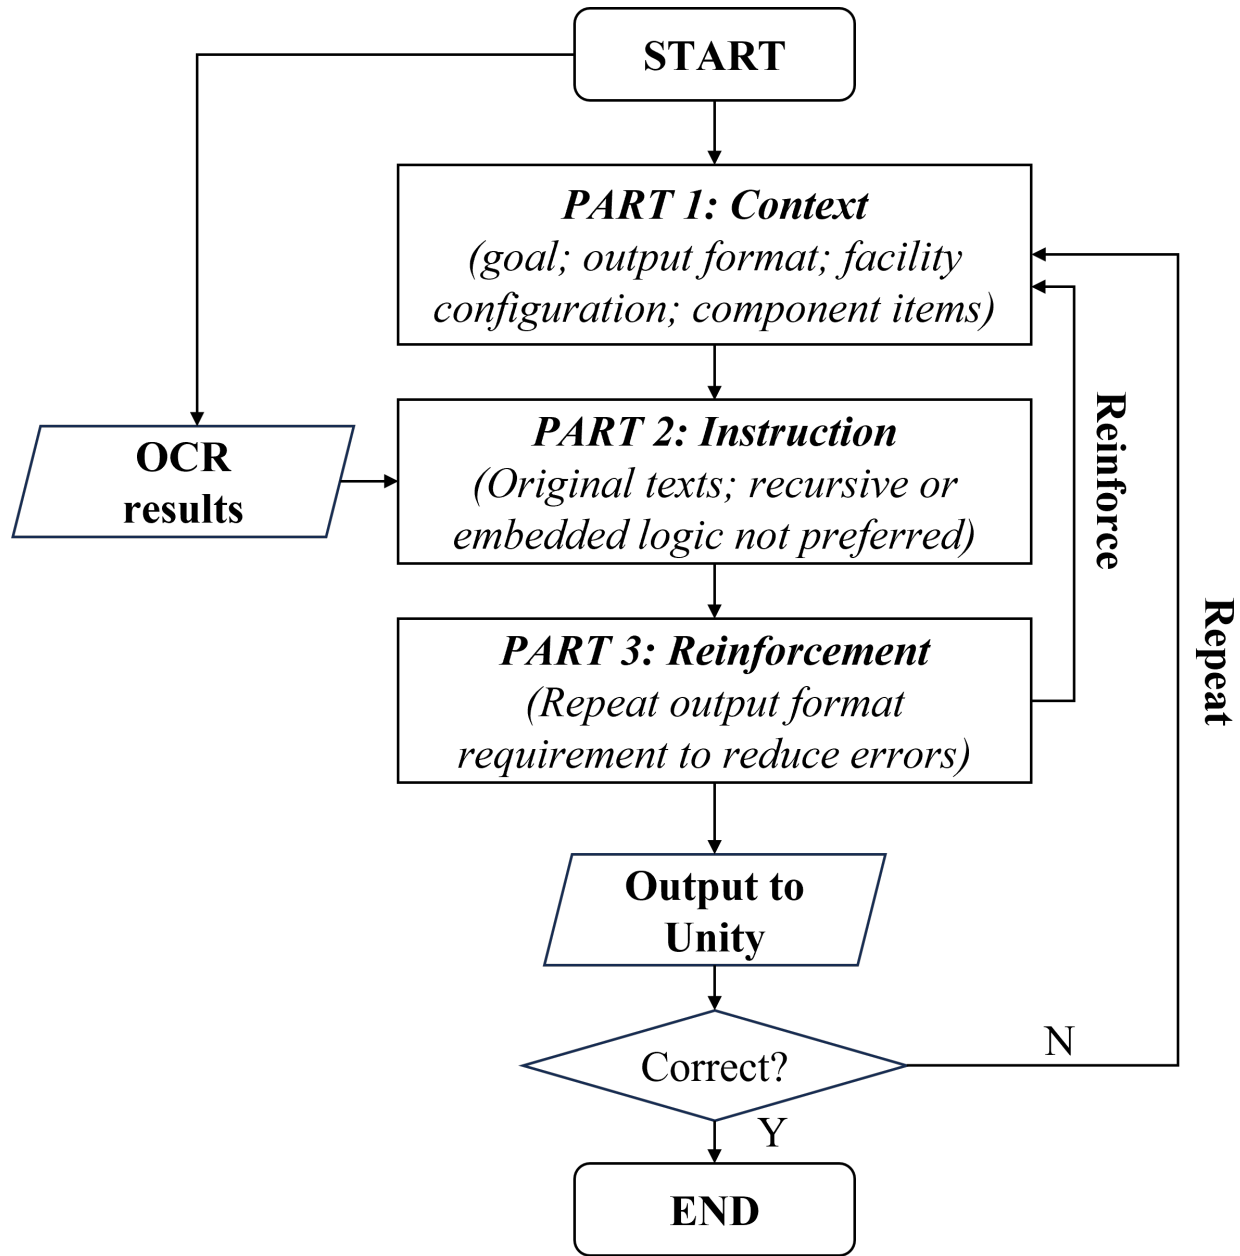 START
PART 1: Context
(goal; output format; facility
configuration; component items)
OCR
results
PART 2: Instruction
(Original texts; recursive or
embedded logic not preferred)
Reinforce
PART 3: Reinforcement
(Repeat output format
requirement to reduce errors)
Repeat
Output to
Unity
Correct?
N
Y
END